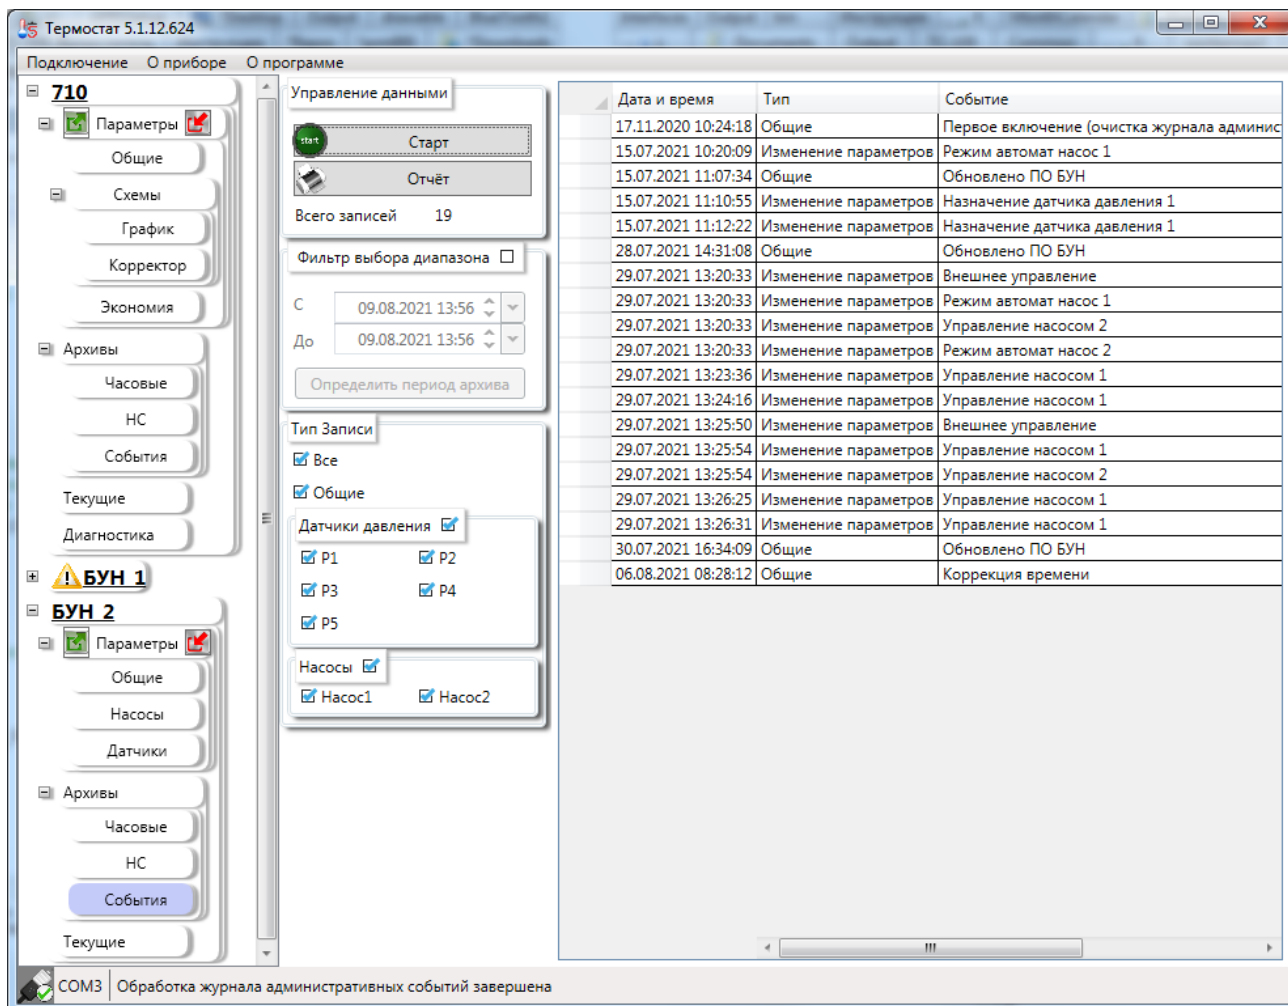 Термостат 5.1.12.624
Подключение О приборе О программе
710
Параметры
Общие
Схемы
График
Корректор
Экономия
Архивы
Часовые
НС
События
Текущие
Диагностика
БУН 1
БУН 2
Параметры
Общие
Насосы
Датчики
Архивы
Часовые
НС
События
Текущие
Управление данными
start Старт
Отчёт
Всего записей 19
Фильтр выбора диапазона
С 09.08.2021 13:56
До 09.08.2021 13:56
Определить период архива
Тип Записи
Все
Общие
Датчики давления
P1 P2
P3 P4
P5
Насосы
Насос1 Насос2
Дата и время Тип Событие
17.11.2020 10:24:18 Общие Первое включение (очистка журнала админис
15.07.2021 10:20:09 Изменение параметров Режим автомат насос 1
15.07.2021 11:07:34 Общие Обновлено ПО БУН
15.07.2021 11:10:55 Изменение параметров Назначение датчика давления 1
15.07.2021 11:12:22 Изменение параметров Назначение датчика давления 1
28.07.2021 14:31:08 Общие Обновлено ПО БУН
29.07.2021 13:20:33 Изменение параметров Внешнее управление
29.07.2021 13:20:33 Изменение параметров Режим автомат насос 1
29.07.2021 13:20:33 Изменение параметров Управление насосом 2
29.07.2021 13:20:33 Изменение параметров Режим автомат насос 2
29.07.2021 13:23:36 Изменение параметров Управление насосом 1
29.07.2021 13:24:16 Изменение параметров Управление насосом 1
29.07.2021 13:25:50 Изменение параметров Внешнее управление
29.07.2021 13:25:54 Изменение параметров Управление насосом 1
29.07.2021 13:25:54 Изменение параметров Управление насосом 2
29.07.2021 13:26:25 Изменение параметров Управление насосом 1
29.07.2021 13:26:31 Изменение параметров Управление насосом 1
30.07.2021 16:34:09 Общие Обновлено ПО БУН
06.08.2021 08:28:12 Общие Коррекция времени
COM3 Обработка журнала административных событий завершена